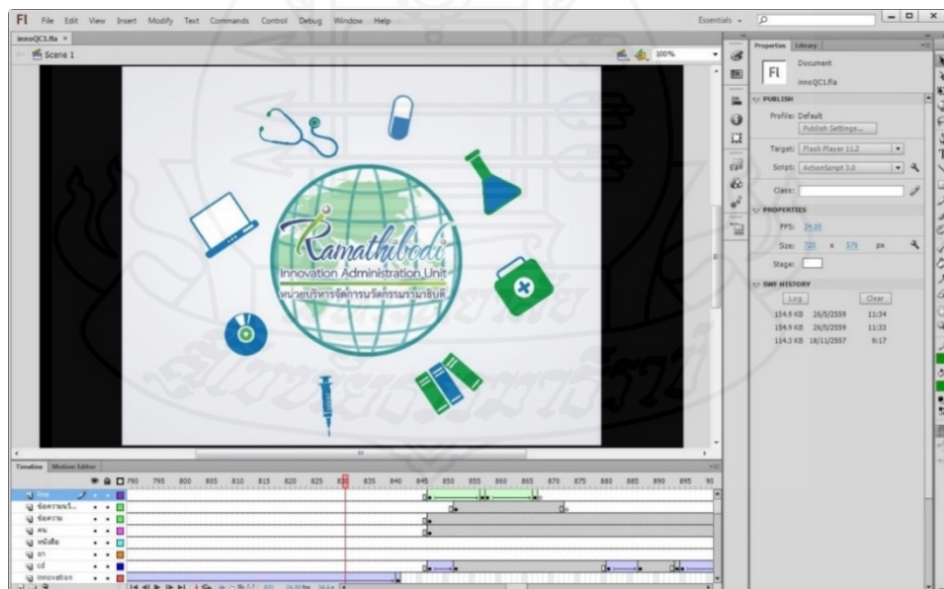 Fl File Edit View Insert Modify Text Commands Control Debug Window Help Essentials
innoQC1.fla ×
Scene 1 100%
Properties Library
Fl Document
innoQC1.fla
PUBLISH
Profile: Default
Publish Settings...
Target: Flash Player 11.2
Script: ActionScript 3.0
Class:
PROPERTIES
FPS: 24.00
Size: 720 x 576 px
Stage:
SWF HISTORY
Log Clear
154.9 KB 26/5/2559 11:34
154.9 KB 26/5/2559 11:33
114.3 KB 18/11/2557 9:17
Ramathibodi
Innovation Administration Unit
หน่วยบริหารจัดการนวัตกรรมรามาธิบดี
Timeline Motion Editor
790 795 800 805 810 815 820 825 830 835 840 845 850 855 860 865 870 875 880 885 890 895 90
line
ข้อความ
คน
หนังสือ
ยา
cd
innovation